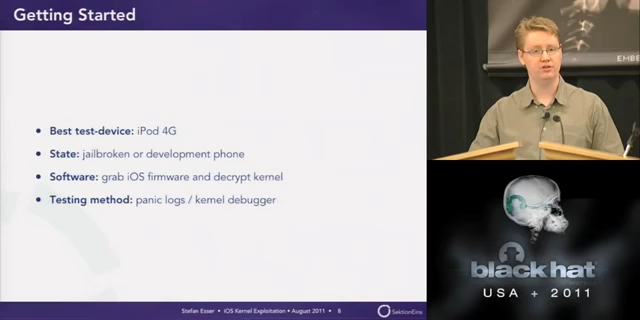 Getting Started
• Best test-device: iPod 4G
• State: jailbroken or development phone
• Software: grab iOS firmware and decrypt kernel
• Testing method: panic logs / kernel debugger
Stefan Esser • iOS Kernel Exploitation • August 2011 • 8
SektionEins
EMBE
black hat
USA + 2011